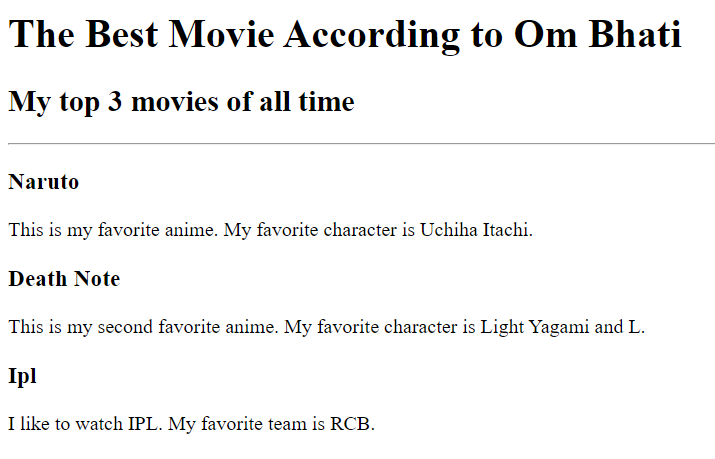 The Best Movie According to Om Bhati
My top 3 movies of all time
Naruto
This is my favorite anime. My favorite character is Uchiha Itachi.
Death Note
This is my second favorite anime. My favorite character is Light Yagami and L.
Ipl
I like to watch IPL. My favorite team is RCB.